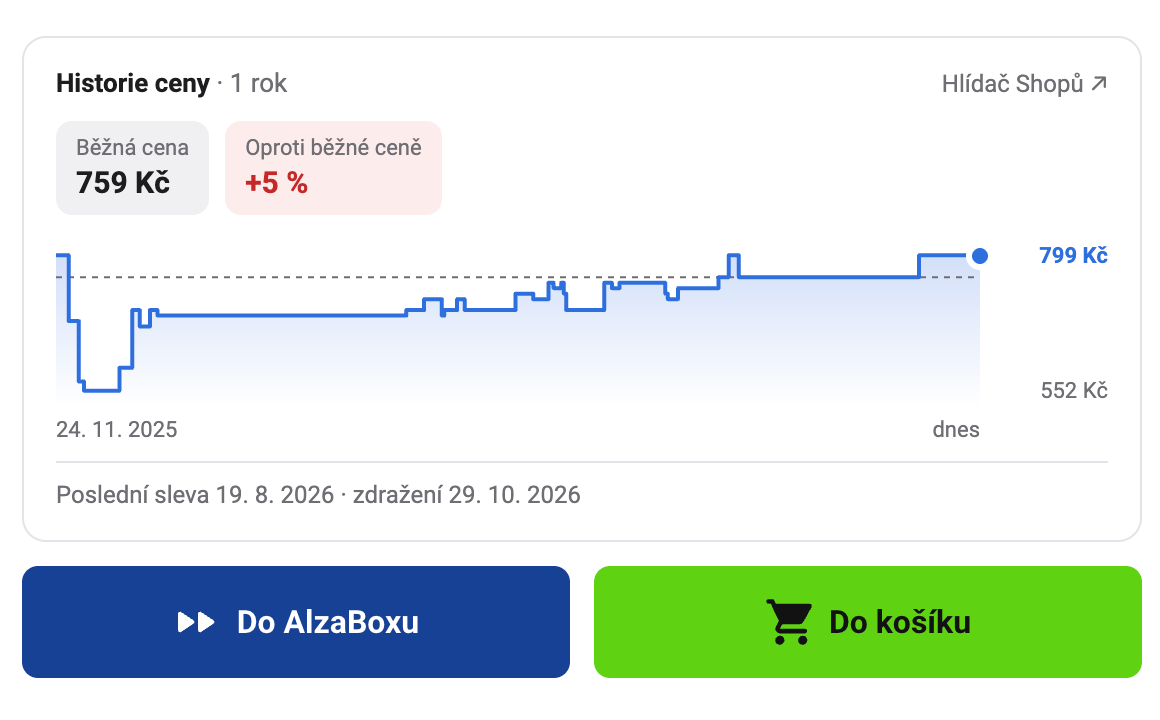 Historie ceny · 1 rok
Hlídač Shopů ↗
Běžná cena
759 Kč
Oproti běžné ceně
+5 %
799 Kč
552 Kč
24. 11. 2025
dnes
Poslední sleva 19. 8. 2026 · zdražení 29. 10. 2026
Do AlzaBoxu
Do košíku